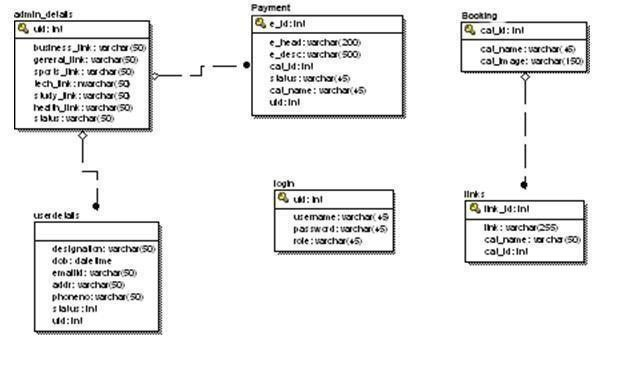 admin_details
uid: int
business_link: varchar(50)
general_link: varchar(50)
sports_link: varchar(50)
tech_link: nvarchar(50)
study_link: varchar(50)
health_link: varchar(50)
status: varchar(50)
Payment
e_id: int
e_head: varchar(200)
e_desc: varchar(500)
cat_id: int
status: varchar(45)
cat_name: varchar(45)
uid: int
Booking
cat_id: int
cat_name: varchar(45)
cat_image: varchar(150)
userdetails
designation: varchar(50)
dob: datetime
emailid: varchar(50)
addr: varchar(50)
phoneno: varchar(50)
status: int
uid: int
login
uid: int
username: varchar(45)
password: varchar(45)
role: varchar(45)
links
link_id: int
link: varchar(255)
cat_name: varchar(50)
cat_id: int